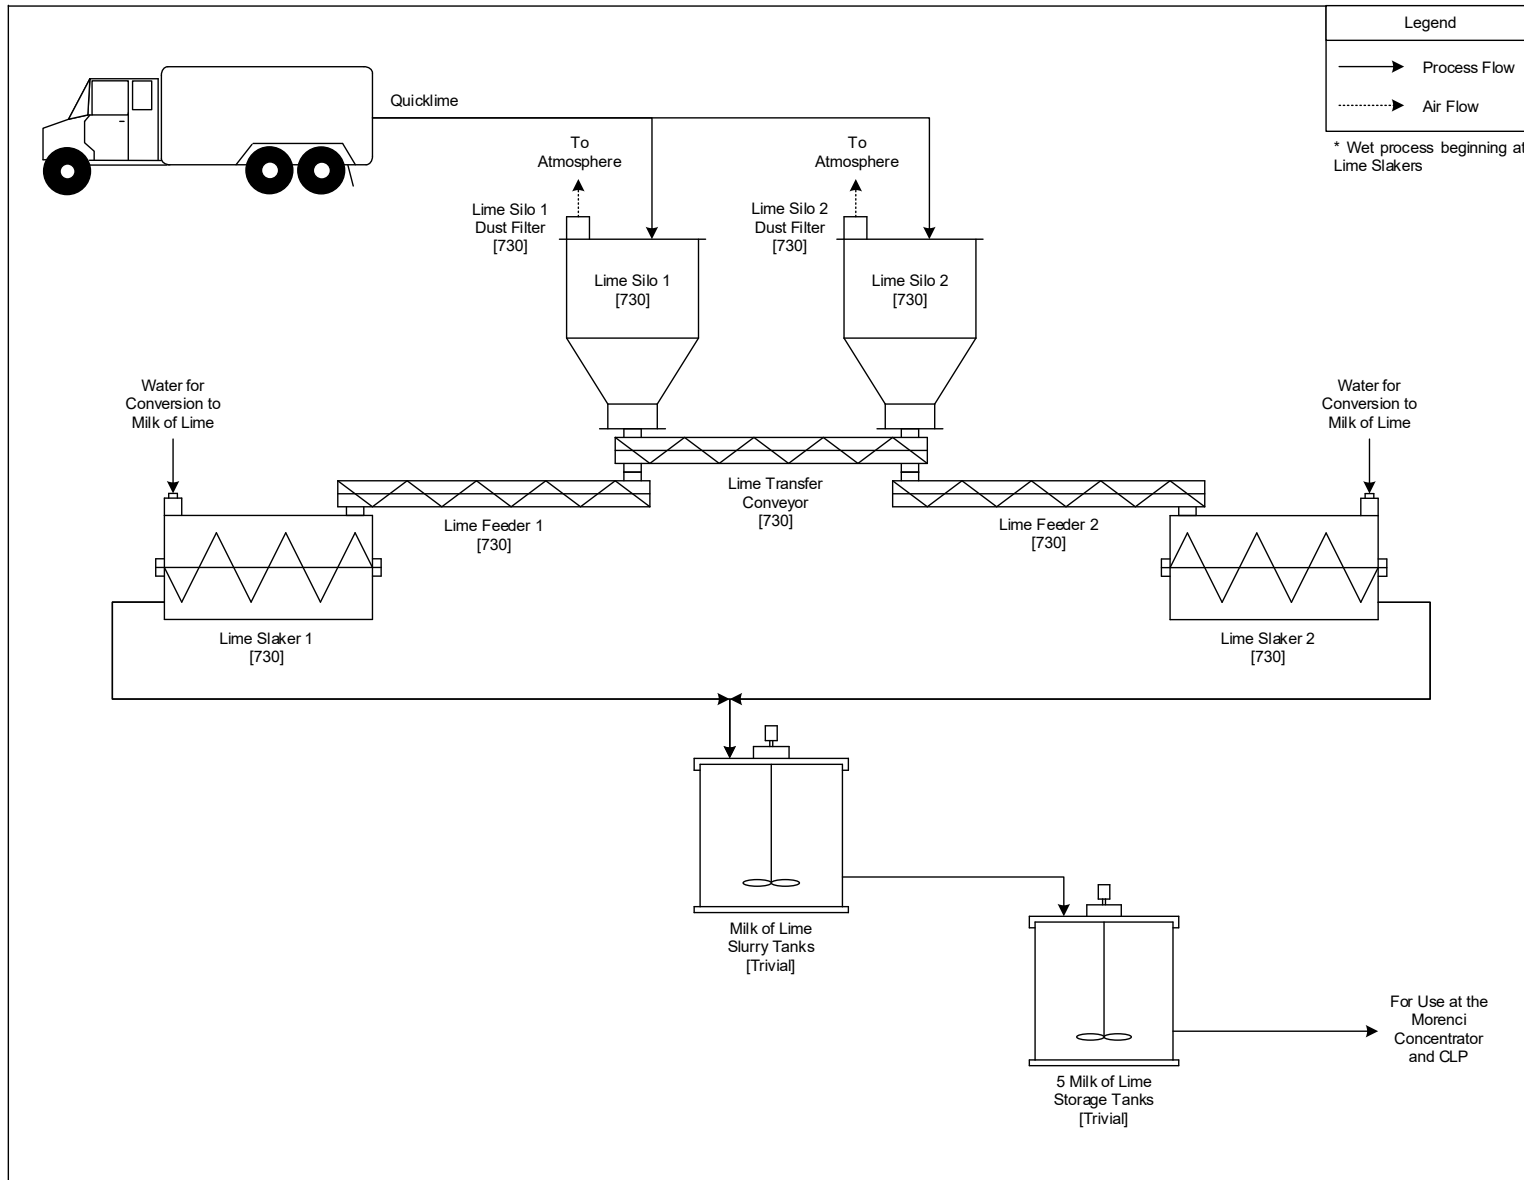 Legend
Process Flow
Air Flow
* Wet process beginning at
Lime Slakers
Quicklime
To
Atmosphere
To
Atmosphere
Lime Silo 1
Dust Filter
[730]
Lime Silo 2
Dust Filter
[730]
Lime Silo 1
[730]
Lime Silo 2
[730]
Water for
Conversion to
Milk of Lime
Water for
Conversion to
Milk of Lime
Lime Transfer
Conveyor
[730]
Lime Feeder 1
[730]
Lime Feeder 2
[730]
Lime Slaker 1
[730]
Lime Slaker 2
[730]
Milk of Lime
Slurry Tanks
[Trivial]
5 Milk of Lime
Storage Tanks
[Trivial]
For Use at the
Morenci
Concentrator
and CLP